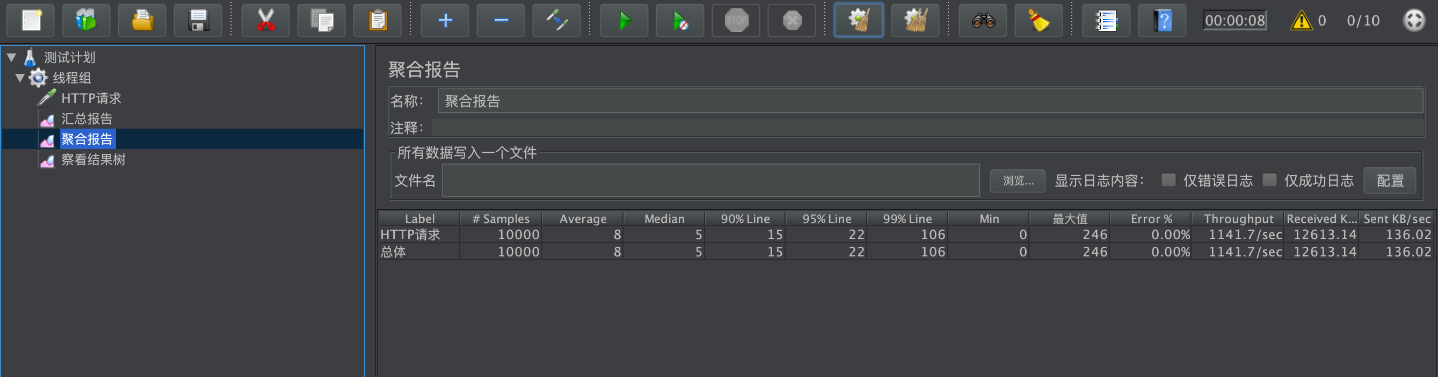 STOP
00:00:08 0 0/10
测试计划
线程组
HTTP请求
汇总报告
聚合报告
察看结果树
聚合报告
名称: 聚合报告
注释:
所有数据写入一个文件
文件名 浏览... 显示日志内容: 仅错误日志 仅成功日志 配置
Label # Samples Average Median 90% Line 95% Line 99% Line Min 最大值 Error % Throughput Received K... Sent KB/sec
HTTP请求 10000 8 5 15 22 106 0 246 0.00% 1141.7/sec 12613.14 136.02
总体 10000 8 5 15 22 106 0 246 0.00% 1141.7/sec 12613.14 136.02